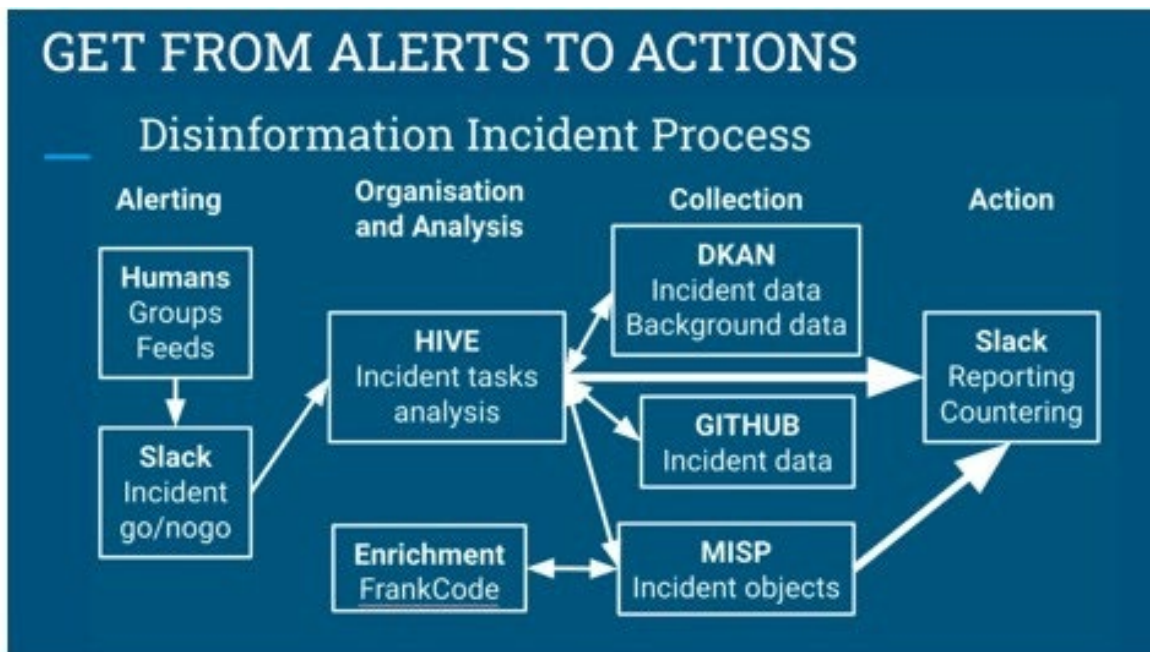 GET FROM ALERTS TO ACTIONS
Disinformation Incident Process
Alerting
Organisation
and Analysis
Collection
Action
Humans
Groups
Feeds
Slack
Incident
go/nogo
HIVE
Incident tasks
analysis
Enrichment
FrankCode
DKAN
Incident data
Background data
GITHUB
Incident data
MISP
Incident objects
Slack
Reporting
Countering